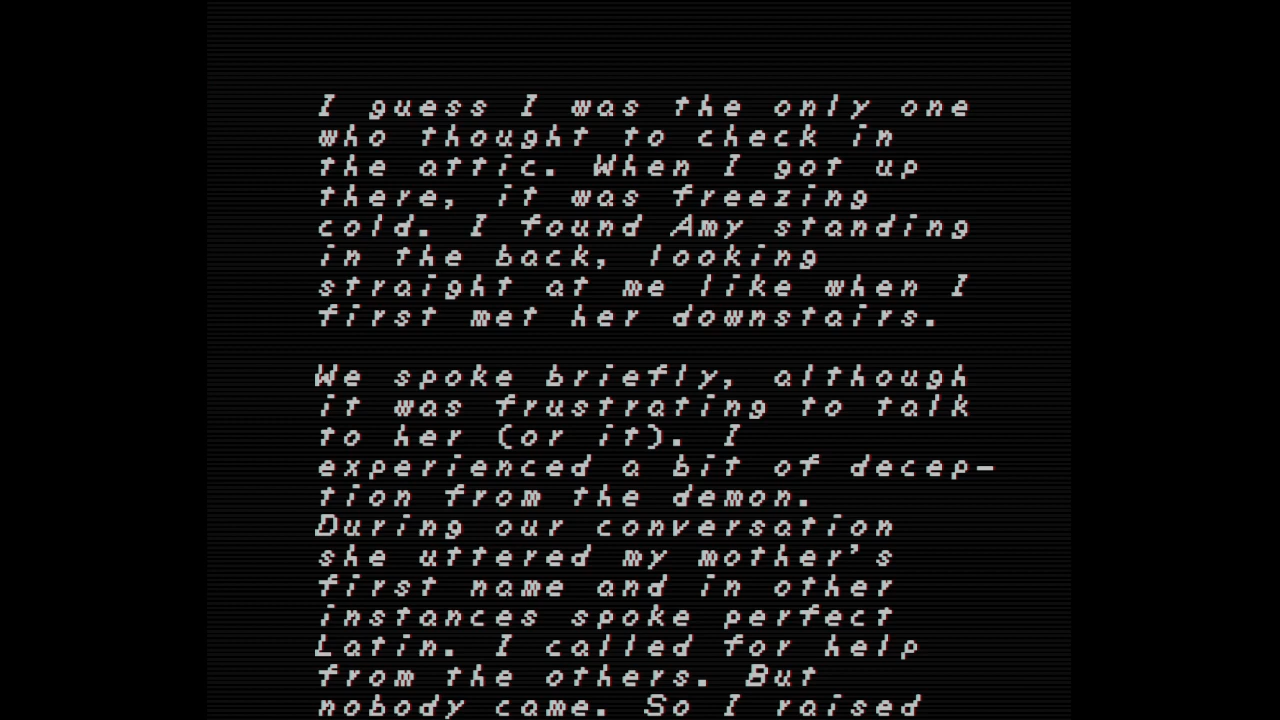 I guess I was the only one
who thought to check in
the attic. When I got up
there, it was freezing
cold. I found Amy standing
in the back, looking
straight at me like when I
first met her downstairs.
We spoke briefly, although
it was frustrating to talk
to her (or it). I
experienced a bit of decep-
tion from the demon.
During our conversation
she uttered my mother's
first name and in other
instances spoke perfect
Latin. I called for help
from the others. But
nobody came. So I raised